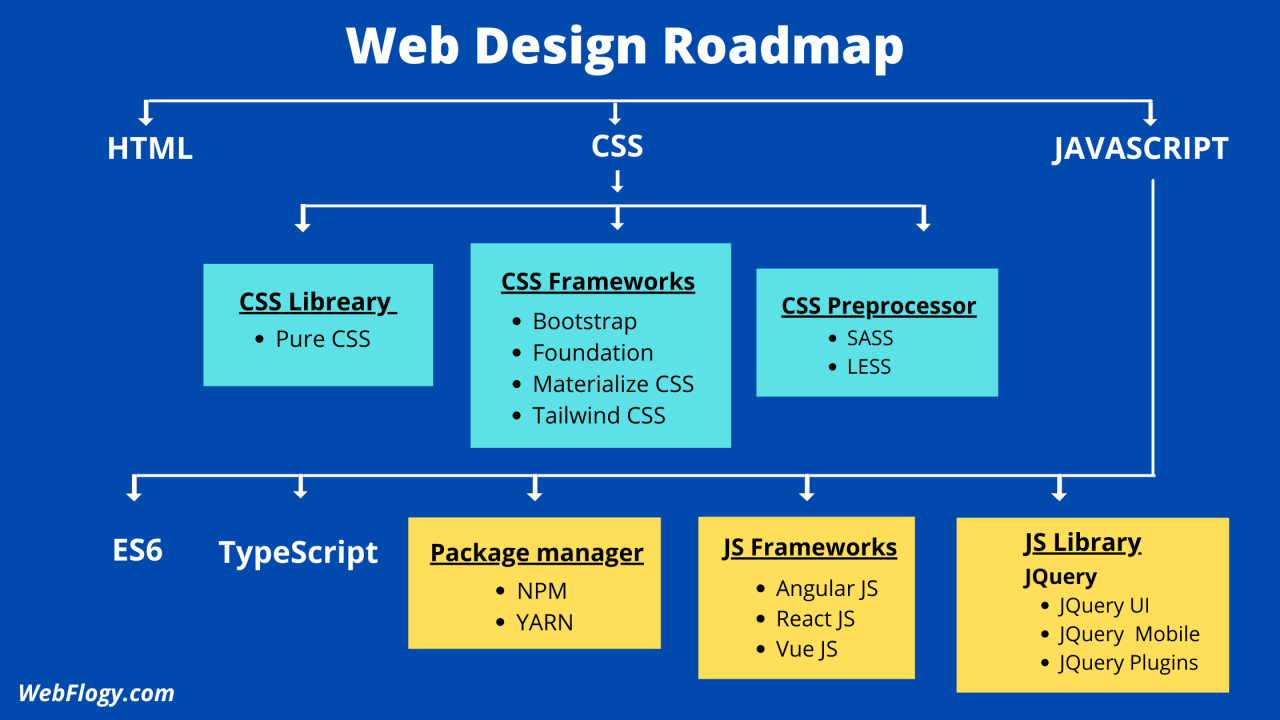 Web Design Roadmap
HTML
CSS
JAVASCRIPT
CSS Libreary
• Pure CSS
CSS Frameworks
• Bootstrap
• Foundation
• Materialize CSS
• Tailwind CSS
CSS Preprocessor
• SASS
• LESS
ES6
TypeScript
Package manager
• NPM
• YARN
JS Frameworks
• Angular JS
• React JS
• Vue JS
JS Library
JQuery
• JQuery UI
• JQuery Mobile
• JQuery Plugins
WebFlogy.com